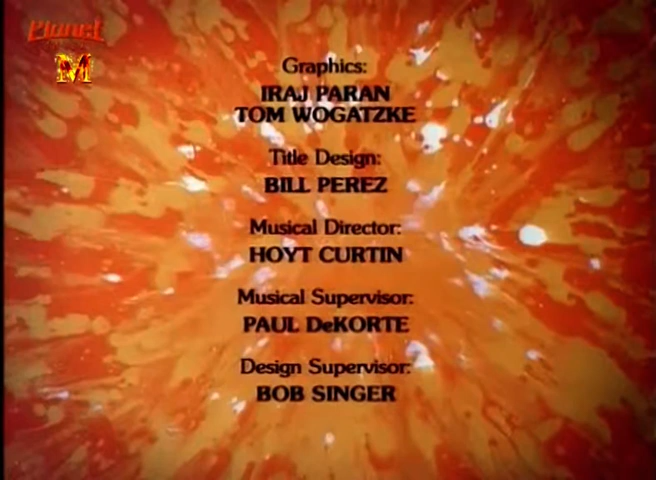 Planet
M
Graphics:
IRAJ PARAN
TOM WOGATZKE
Title Design:
BILL PEREZ
Musical Director:
HOYT CURTIN
Musical Supervisor:
PAUL DeKORTE
Design Supervisor:
BOB SINGER